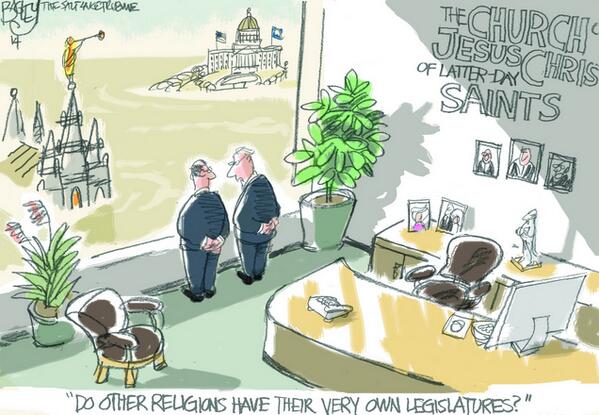 BAGLEY
THE SALT LAKE TRIBUNE
14
THE CHURCH OF
JESUS CHRIS
OF LATTER-DAY
SAINTS
"DO OTHER RELIGIONS HAVE THEIR VERY OWN LEGISLATURES?"